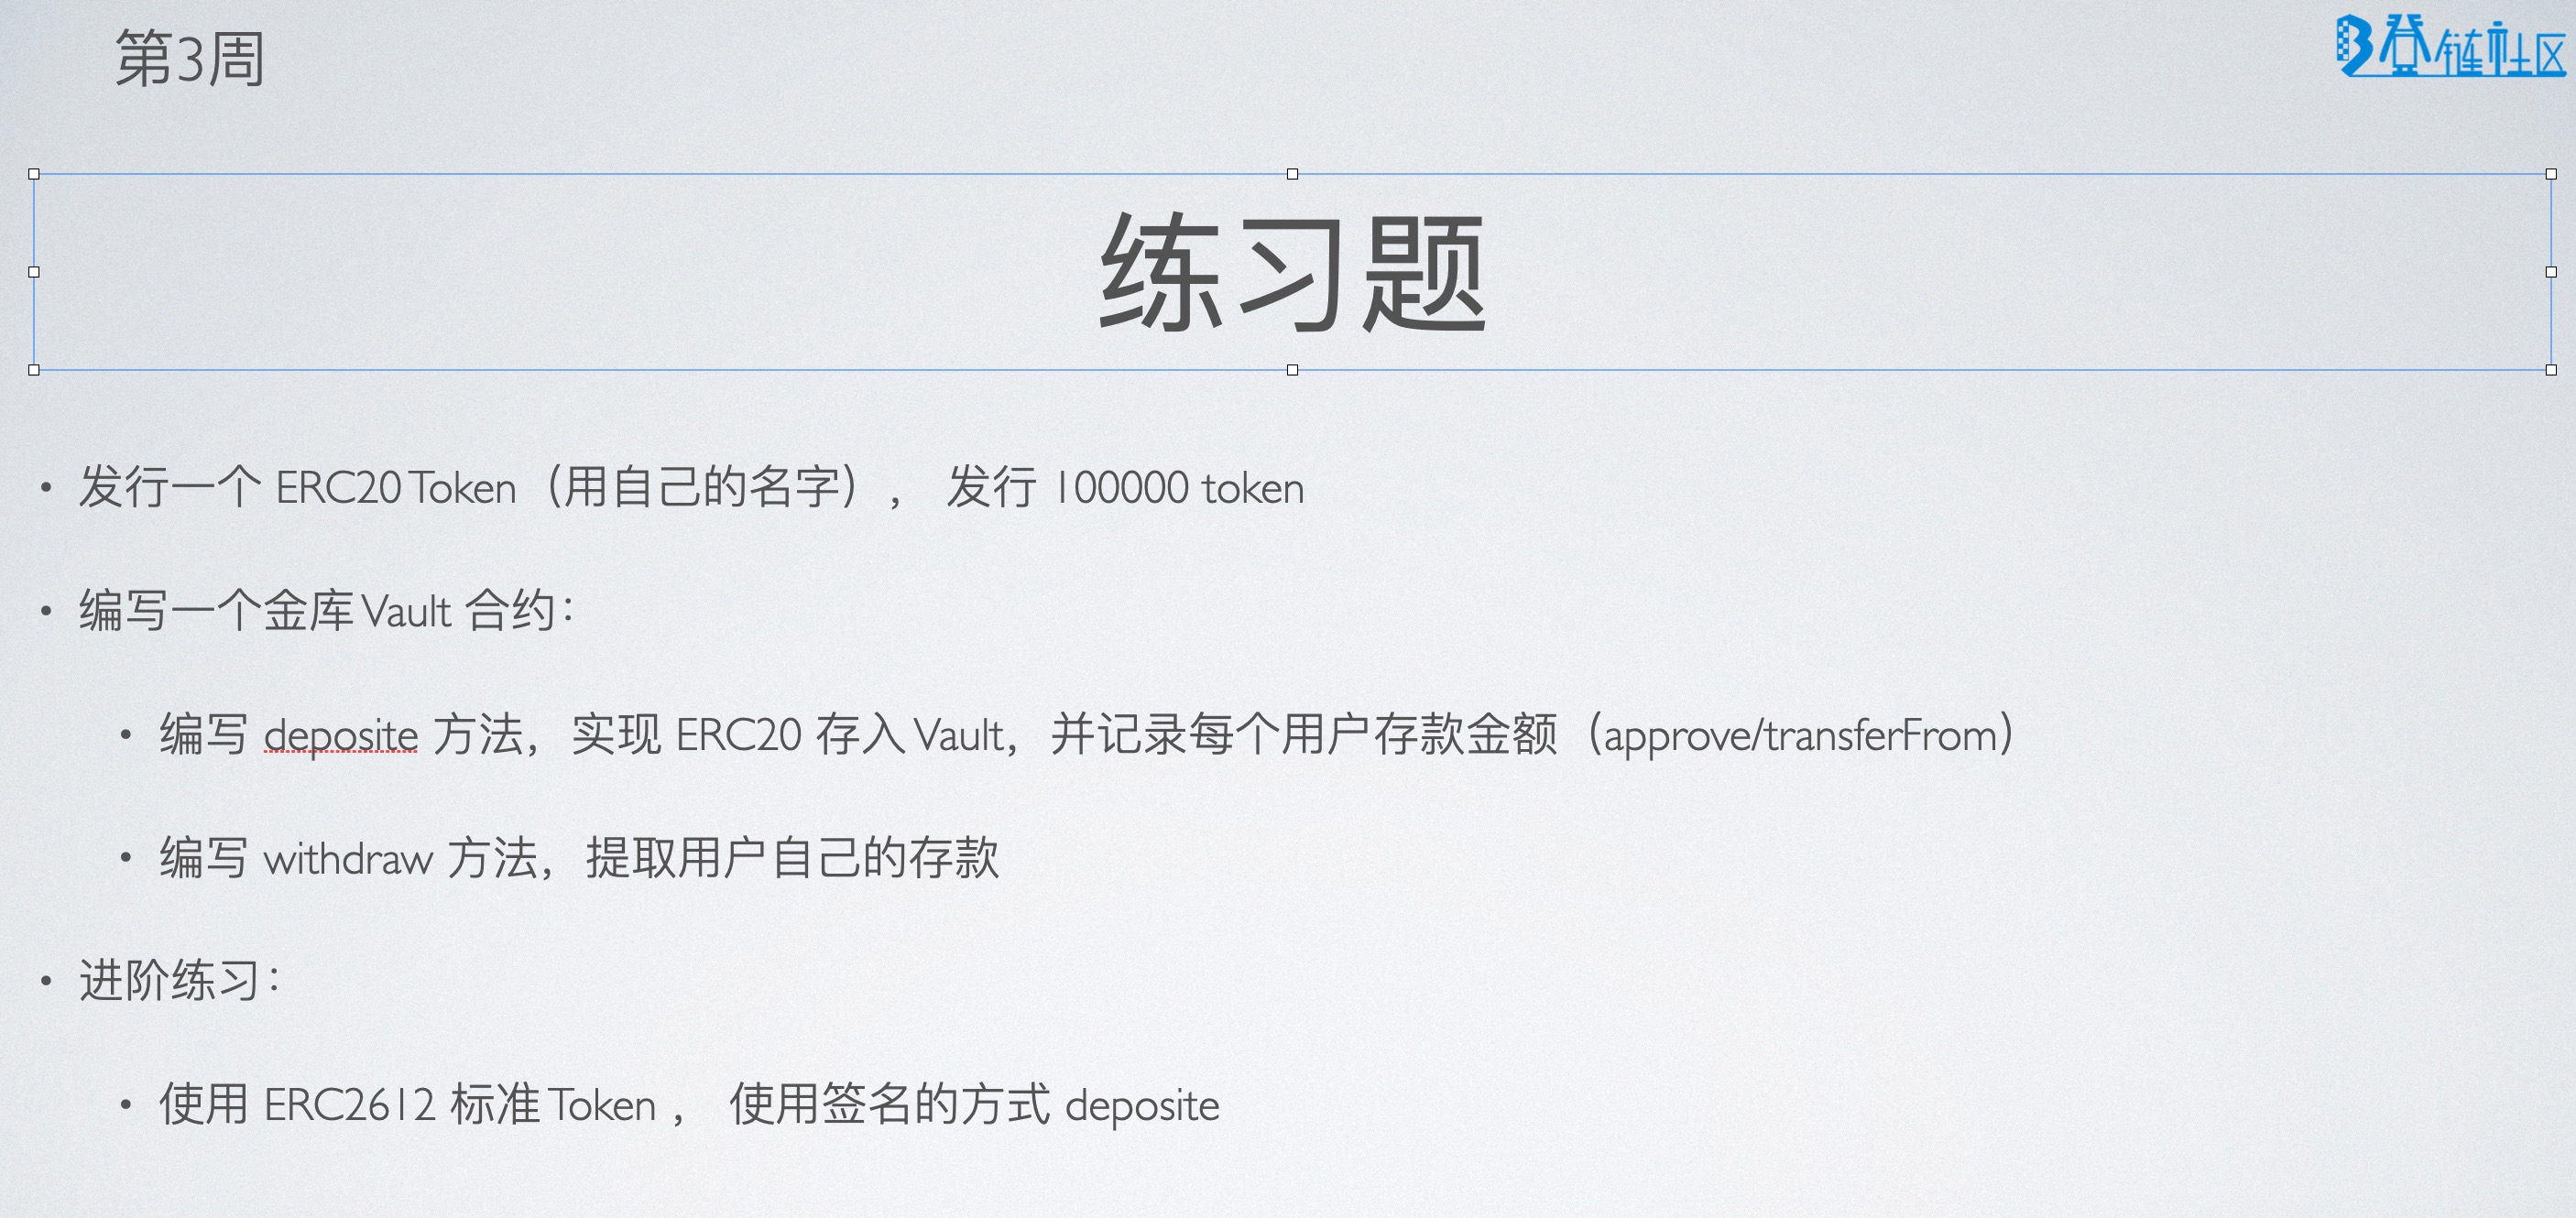 第3周
登链社区
练习题
• 发行一个 ERC20 Token（用自己的名字）， 发行 100000 token
• 编写一个金库 Vault 合约：
• 编写 deposite 方法，实现 ERC20 存入 Vault，并记录每个用户存款金额（approve/transferFrom）
• 编写 withdraw 方法，提取用户自己的存款
• 进阶练习：
• 使用 ERC2612 标准 Token ， 使用签名的方式 deposite